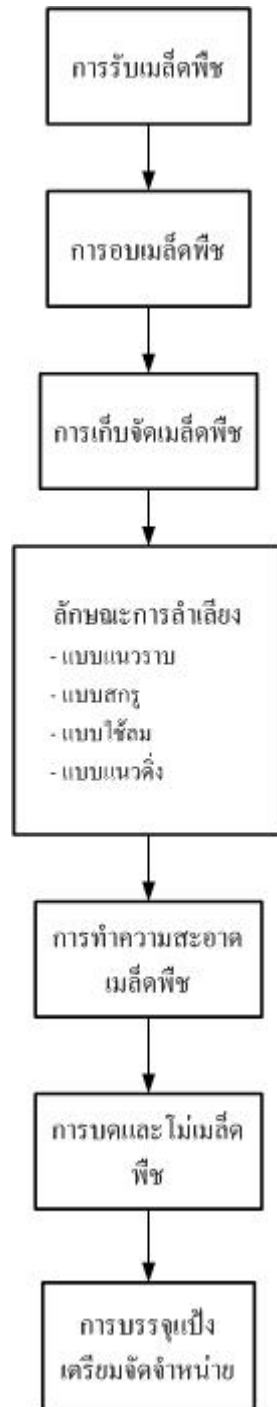 การรับเมล็ดพืช
การอบเมล็ดพืช
การเก็บจัดเมล็ดพืช
ลักษณะการลำเลียง
- แบบแนวราบ
- แบบสกรู
- แบบใช้ลม
- แบบแนวดิ่ง
การทำความสะอาด
เมล็ดพืช
การบดและโม่เมล็ด
พืช
การบรรจุแป้ง
เตรียมจัดจำหน่าย